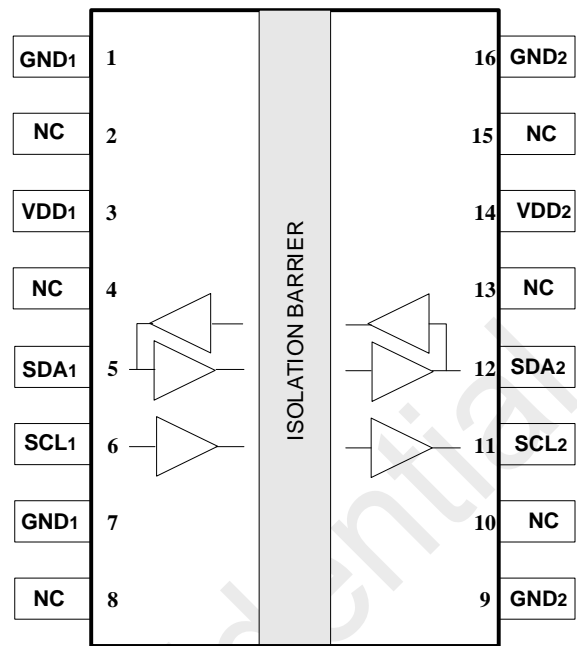 GND1 1 16 GND2
NC 2 15 NC
VDD1 3 14 VDD2
NC 4 13 NC
SDA1 5 12 SDA2
SCL1 6 11 SCL2
GND1 7 10 NC
NC 8 9 GND2
ISOLATION BARRIER
idential